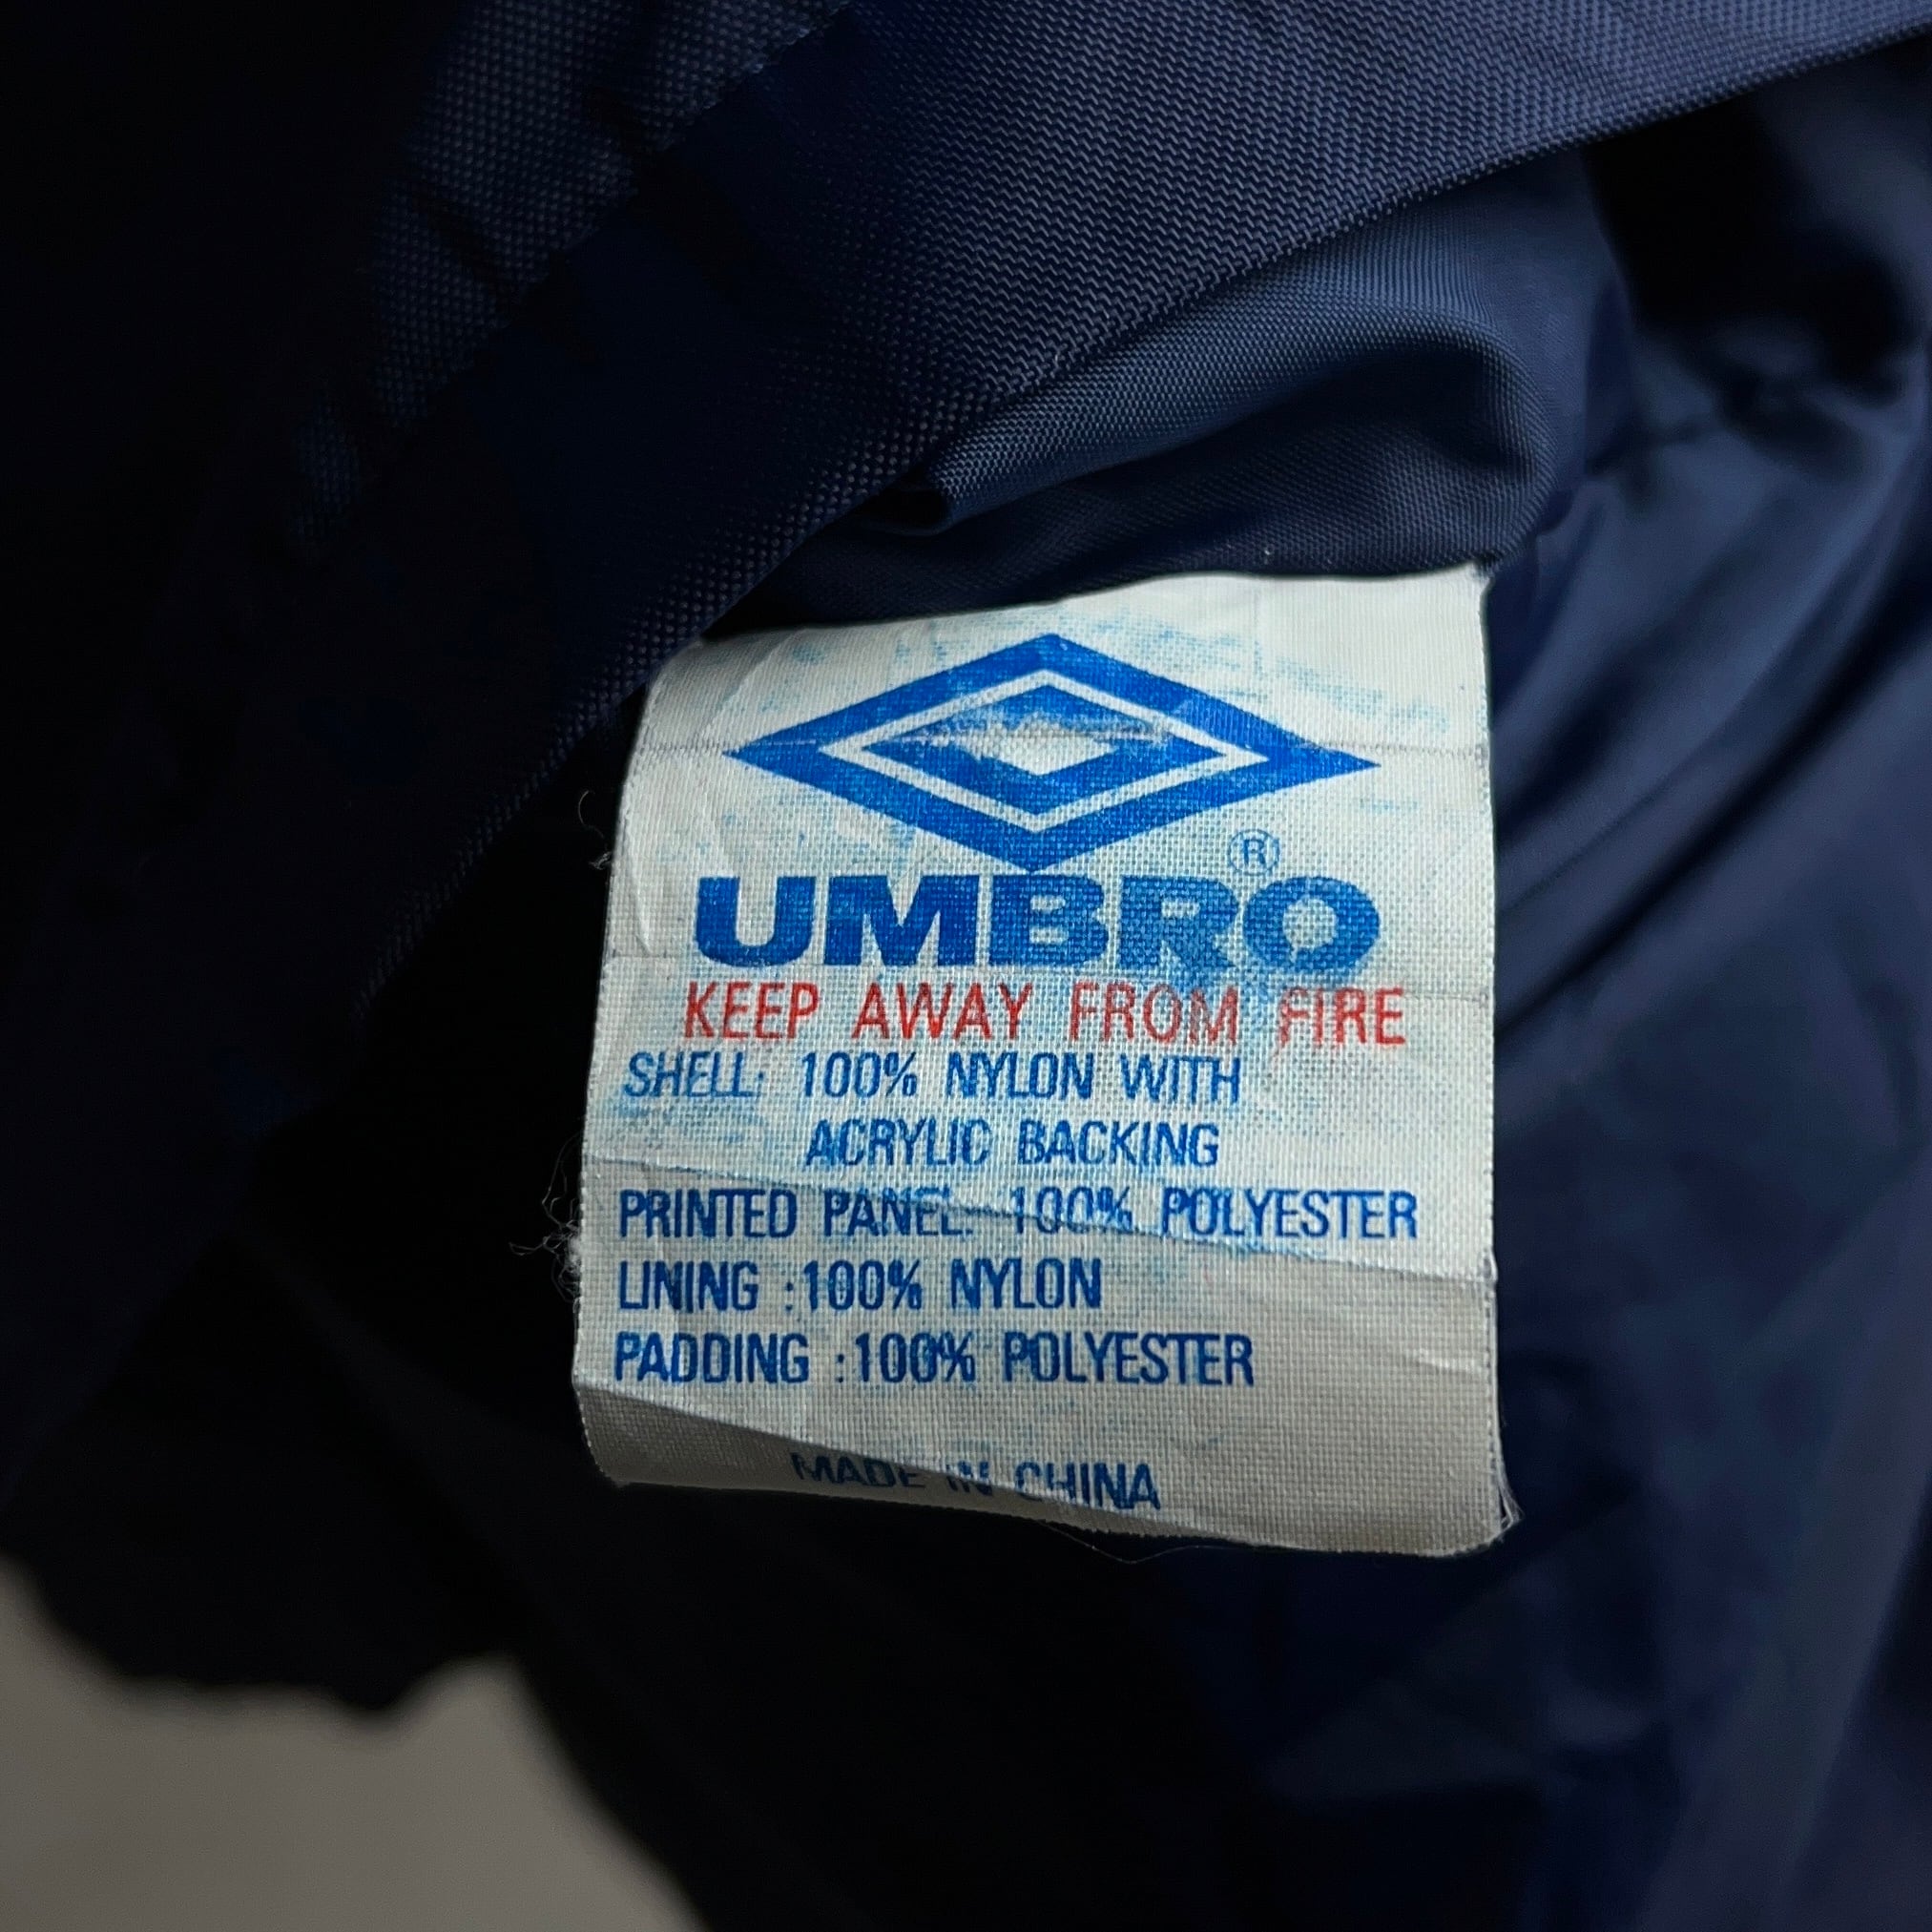 ®
UMBRO
KEEP AWAY FROM FIRE
SHELL: 100% NYLON WITH
ACRYLIC BACKING
PRINTED PANEL: 100% POLYESTER
LINING :100% NYLON
PADDING :100% POLYESTER
MADE IN CHINA